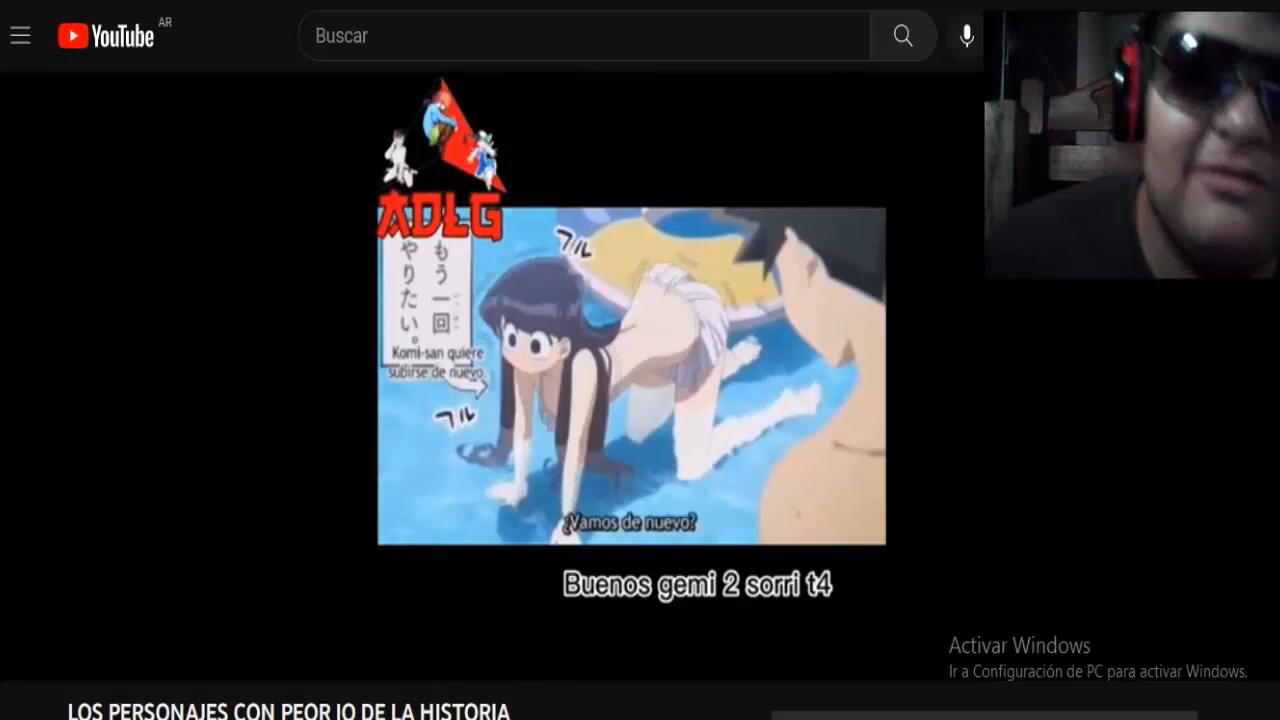 YouTube AR
Buscar
ADLG
もう一回
やりたい。
フル
Komi-san quiere
subirse de nuevo.
フル
¿Vamos de nuevo?
Buenos gemi 2 sorri t4
Activar Windows
Ir a Configuración de PC para activar Windows.
LOS PERSONAJES CON PEOR IQ DE LA HISTORIA